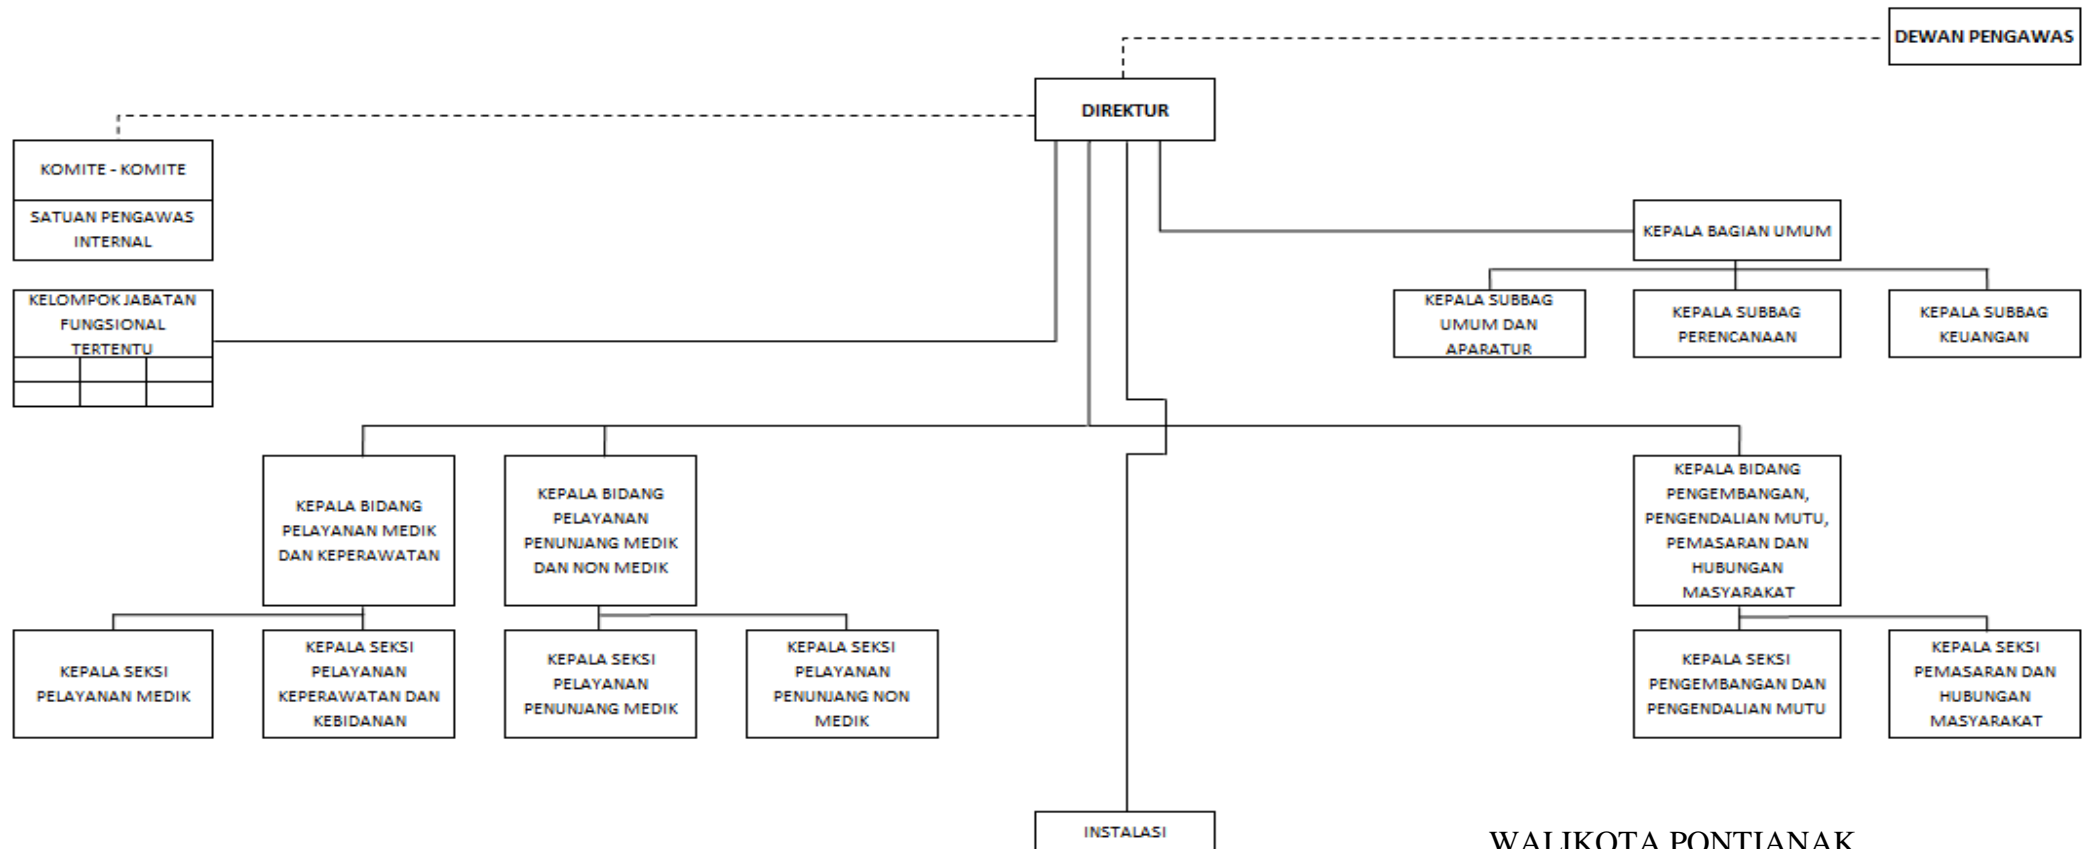 DEWAN PENGAWAS
DIREKTUR
KOMITE - KOMITE
SATUAN PENGAWAS
INTERNAL
KEPALA BAGIAN UMUM
KELOMPOK JABATAN
FUNGSIONAL
TERTENTU
KEPALA SUBBAG
UMUM DAN
APARATUR
KEPALA SUBBAG
PERENCANAAN
KEPALA SUBBAG
KEUANGAN
KEPALA BIDANG
PELAYANAN MEDIK
DAN KEPERAWATAN
KEPALA BIDANG
PELAYANAN
PENUNJANG MEDIK
DAN NON MEDIK
KEPALA BIDANG
PENGEMBANGAN,
PENGENDALIAN MUTU,
PEMASARAN DAN
HUBUNGAN
MASYARAKAT
KEPALA SEKSI
PELAYANAN MEDIK
KEPALA SEKSI
PELAYANAN
KEPERAWATAN DAN
KEBIDANAN
KEPALA SEKSI
PELAYANAN
PENUNJANG MEDIK
KEPALA SEKSI
PELAYANAN
PENUNJANG NON
MEDIK
KEPALA SEKSI
PENGEMBANGAN DAN
PENGENDALIAN MUTU
KEPALA SEKSI
PEMASARAN DAN
HUBUNGAN
MASYARAKAT
INSTALASI
WALIKOTA PONTIANAK